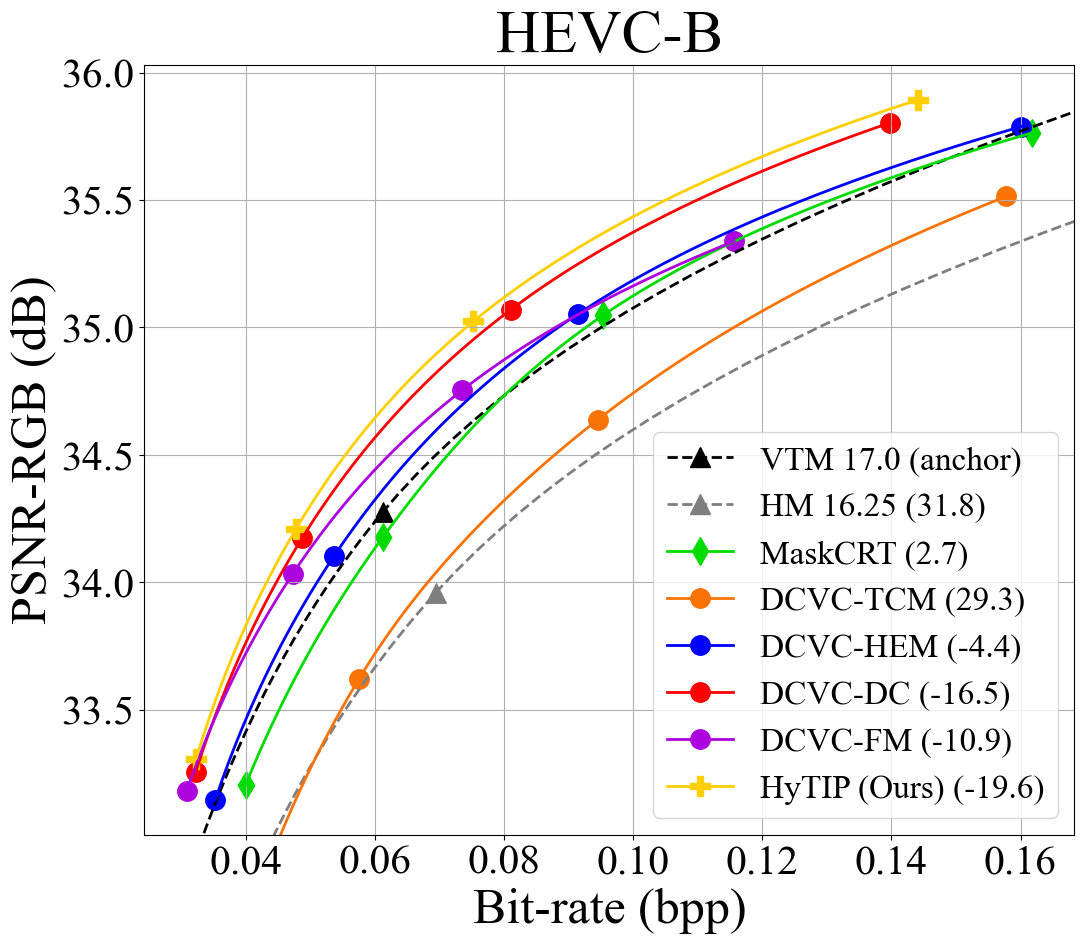 HEVC-B
PSNR-RGB (dB)
36.0
35.5
35.0
34.5
34.0
33.5
VTM 17.0 (anchor)
HM 16.25 (31.8)
MaskCRT (2.7)
DCVC-TCM (29.3)
DCVC-HEM (-4.4)
DCVC-DC (-16.5)
DCVC-FM (-10.9)
HyTIP (Ours) (-19.6)
0.04 0.06 0.08 0.10 0.12 0.14 0.16
Bit-rate (bpp)